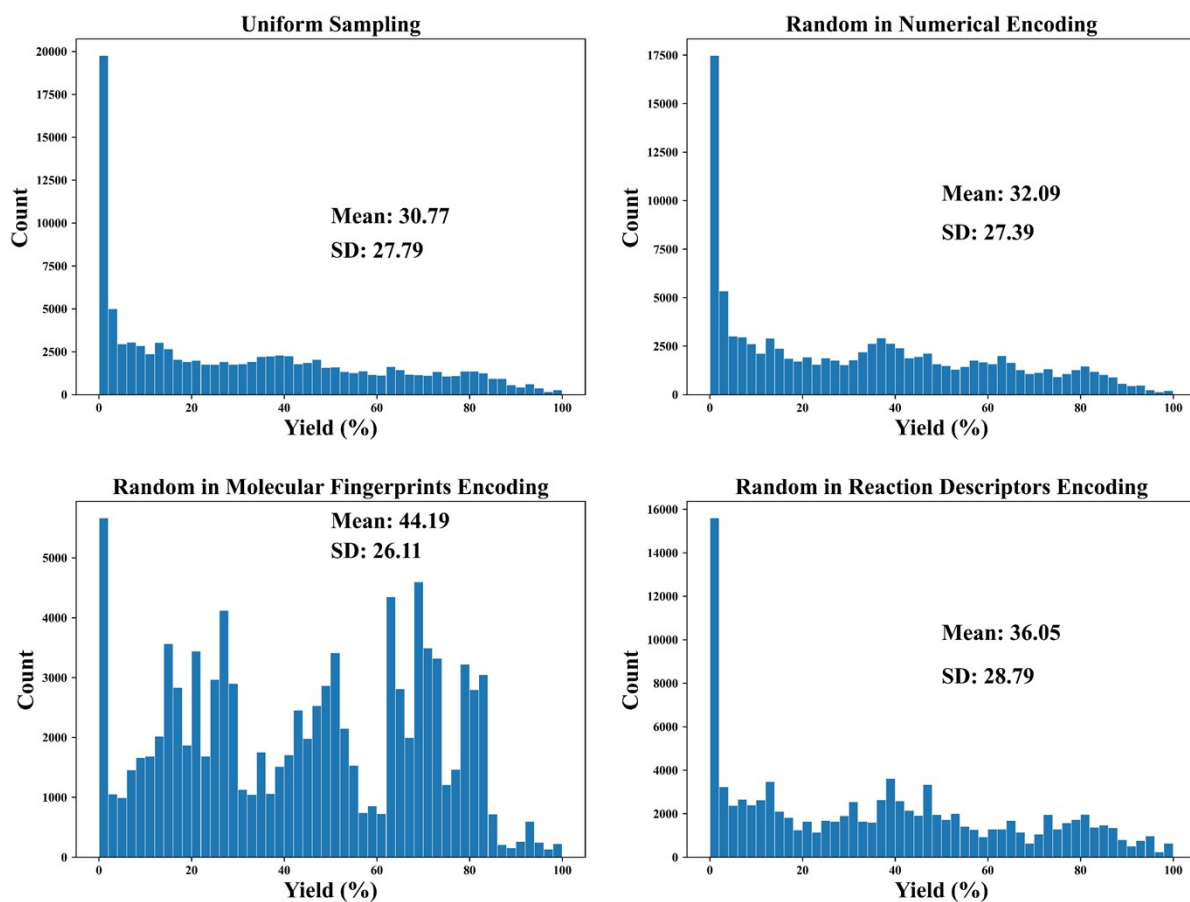 Uniform Sampling
20000
17500
15000
12500
10000
7500
5000
2500
0
Count
Mean: 30.77
SD: 27.79
0 20 40 60 80 100
Yield (%)
Random in Numerical Encoding
17500
15000
12500
10000
7500
5000
2500
0
Count
Mean: 32.09
SD: 27.39
0 20 40 60 80 100
Yield (%)
Random in Molecular Fingerprints Encoding
5000
4000
3000
2000
1000
0
Count
Mean: 44.19
SD: 26.11
0 20 40 60 80 100
Yield (%)
Random in Reaction Descriptors Encoding
16000
14000
12000
10000
8000
6000
4000
2000
0
Count
Mean: 36.05
SD: 28.79
0 20 40 60 80 100
Yield (%)